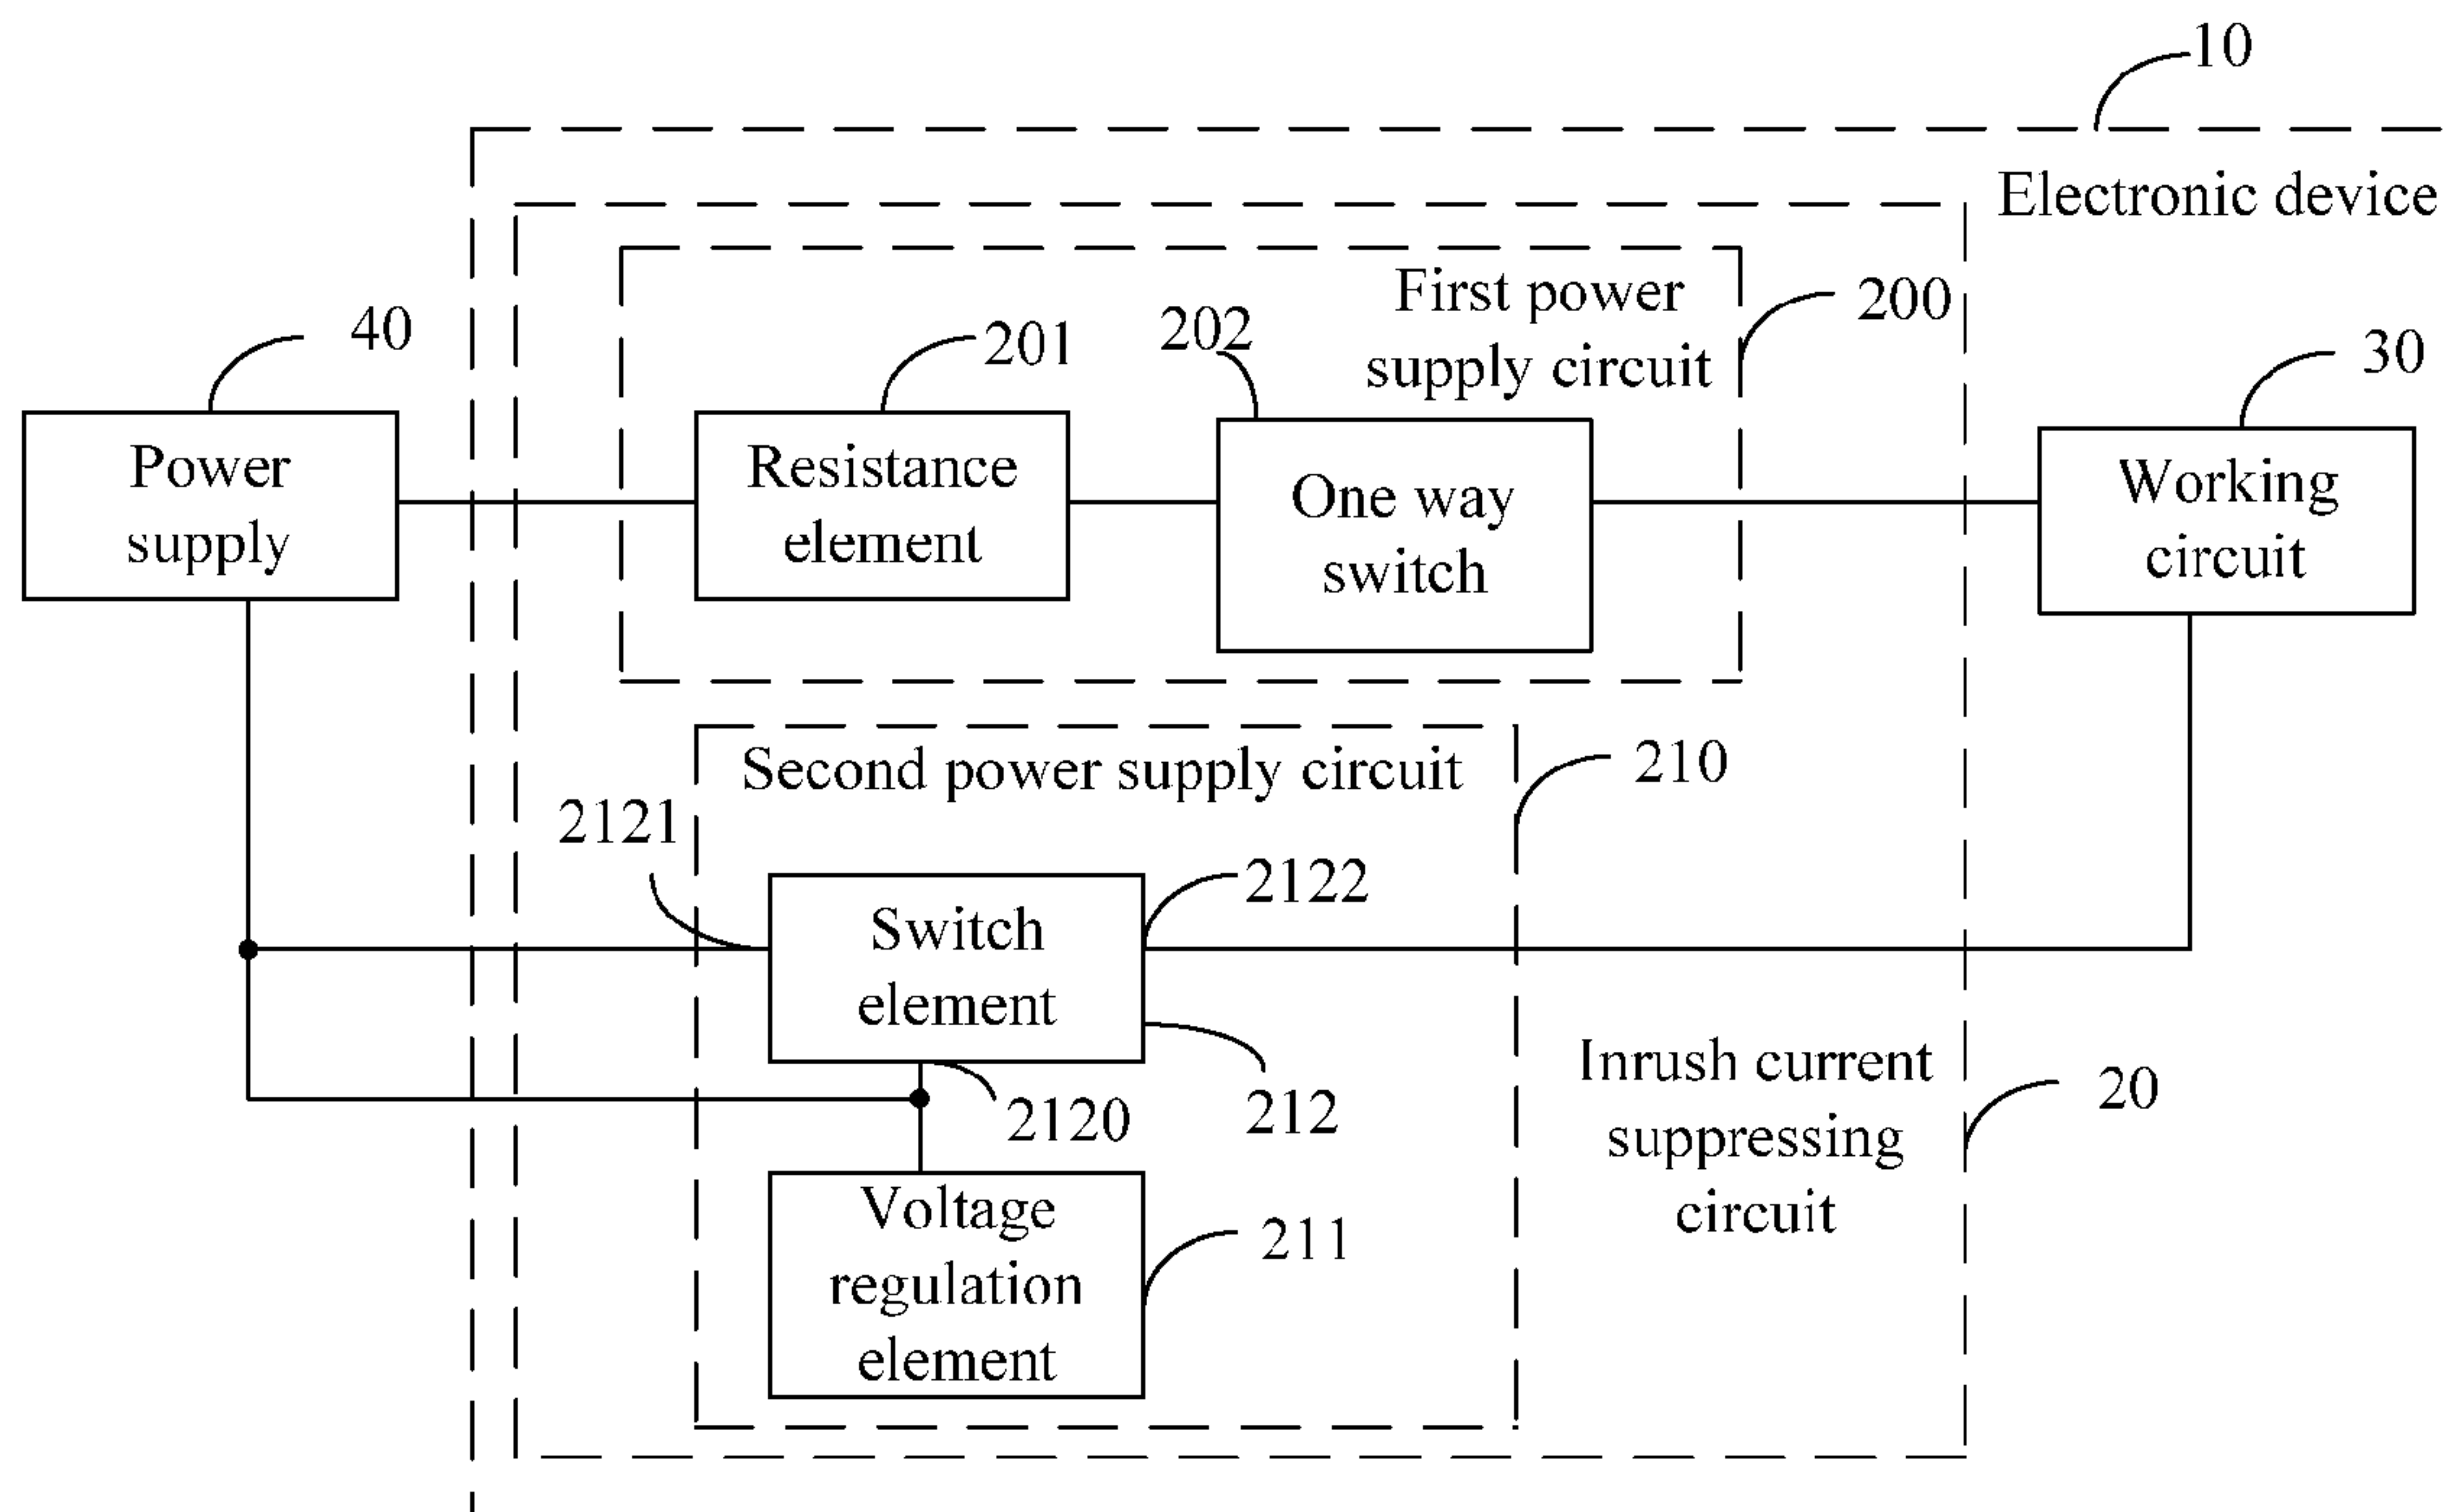 10
Electronic device
First power
supply circuit
200
40
201
202
30
Power
supply
Resistance
element
One way
switch
Working
circuit
Second power supply circuit
210
2121
2122
Switch
element
2120
212
Inrush current
suppressing
circuit
20
Voltage
regulation
element
211